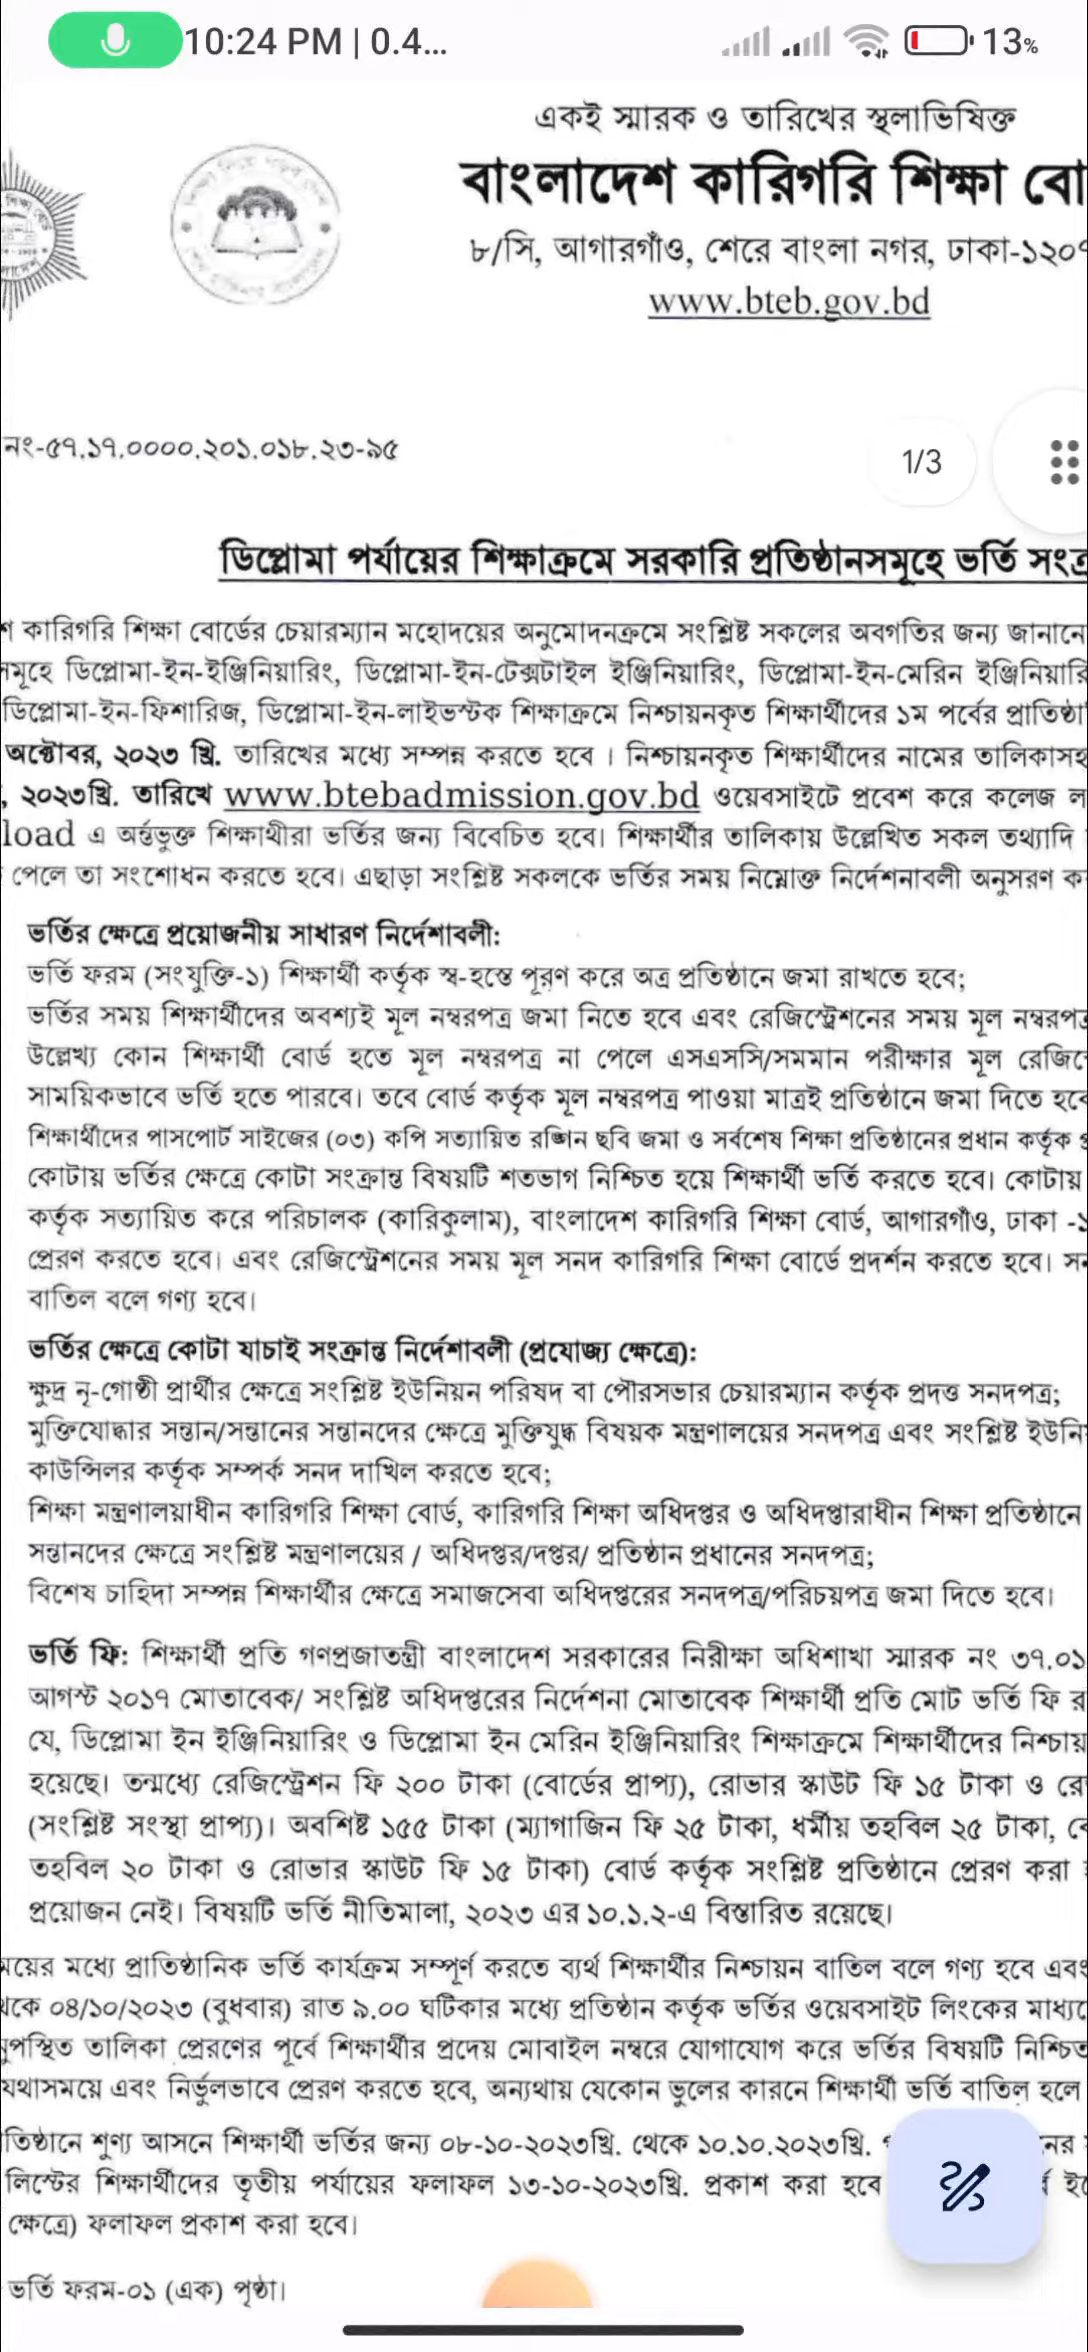 10:24 PM | 0.4...
13%
একই স্মারক ও তারিখের স্থলাভিষিক্ত
বাংলাদেশ কারিগরি শিক্ষা বো
৮/সি, আগারগাঁও, শেরে বাংলা নগর, ঢাকা-১২০৭
www.bteb.gov.bd
নং-৫৭.১৭.০০০০.২০১.০১৮.২৩-৯৫
1/3
ডিপ্লোমা পর্যায়ের শিক্ষাক্রমে সরকারি প্রতিষ্ঠানসমূহে ভর্তি সংক্র
শ কারিগরি শিক্ষা বোর্ডের চেয়ারম্যান মহোদয়ের অনুমোদনক্রমে সংশ্লিষ্ট সকলের অবগতির জন্য জানানো
সমূহে ডিপ্লোমা-ইন-ইঞ্জিনিয়ারিং, ডিপ্লোমা-ইন-টেক্সটাইল ইঞ্জিনিয়ারিং, ডিপ্লোমা-ইন-মেরিন ইঞ্জিনিয়ারি
ডিপ্লোমা-ইন-ফিশারিজ, ডিপ্লোমা-ইন-লাইভস্টক শিক্ষাক্রমে নিশ্চায়নকৃত শিক্ষার্থীদের ১ম পর্বের প্রাতিষ্ঠা
অক্টোবর, ২০২৩ খ্রি. তারিখের মধ্যে সম্পন্ন করতে হবে । নিশ্চায়নকৃত শিক্ষার্থীদের নামের তালিকাসহ
, ২০২৩খ্রি. তারিখে www.btebadmission.gov.bd ওয়েবসাইটে প্রবেশ করে কলেজ ল
load এ অর্ন্তভুক্ত শিক্ষাথীরা ভর্তির জন্য বিবেচিত হবে। শিক্ষার্থীর তালিকায় উল্লেখিত সকল তথ্যাদি
পেলে তা সংশোধন করতে হবে। এছাড়া সংশ্লিষ্ট সকলকে ভর্তির সময় নিম্নোক্ত নির্দেশনাবলী অনুসরণ ক
ভর্তির ক্ষেত্রে প্রয়োজনীয় সাধারণ নির্দেশাবলী:
ভর্তি ফরম (সংযুক্তি-১) শিক্ষার্থী কর্তৃক স্ব-হস্তে পূরণ করে অত্র প্রতিষ্ঠানে জমা রাখতে হবে;
ভর্তির সময় শিক্ষার্থীদের অবশ্যই মূল নম্বরপত্র জমা নিতে হবে এবং রেজিস্ট্রেশনের সময় মূল নম্বরপত্র
উল্লেখ্য কোন শিক্ষার্থী বোর্ড হতে মূল নম্বরপত্র না পেলে এসএসসি/সমমান পরীক্ষার মূল রেজি
সাময়িকভাবে ভর্তি হতে পারবে। তবে বোর্ড কর্তৃক মূল নম্বরপত্র পাওয়া মাত্রই প্রতিষ্ঠানে জমা দিতে হবে
শিক্ষার্থীদের পাসপোর্ট সাইজের (০৩) কপি সত্যায়িত রঙ্গিন ছবি জমা ও সর্বশেষ শিক্ষা প্রতিষ্ঠানের প্রধান কর্তৃক
কোটায় ভর্তির ক্ষেত্রে কোটা সংক্রান্ত বিষয়টি শতভাগ নিশ্চিত হয়ে শিক্ষার্থী ভর্তি করতে হবে। কোটায়
কর্তৃক সত্যায়িত করে পরিচালক (কারিকুলাম), বাংলাদেশ কারিগরি শিক্ষা বোর্ড, আগারগাঁও, ঢাকা -১
প্রেরণ করতে হবে। এবং রেজিস্ট্রেশনের সময় মূল সনদ কারিগরি শিক্ষা বোর্ডে প্রদর্শন করতে হবে। সন
বাতিল বলে গণ্য হবে।
ভর্তির ক্ষেত্রে কোটা যাচাই সংক্রান্ত নির্দেশাবলী (প্রযোজ্য ক্ষেত্রে):
ক্ষুদ্র নৃ-গোষ্ঠী প্রার্থীর ক্ষেত্রে সংশ্লিষ্ট ইউনিয়ন পরিষদ বা পৌরসভার চেয়ারম্যান কর্তৃক প্রদত্ত সনদপত্র;
মুক্তিযোদ্ধার সন্তান/সন্তানের সন্তানদের ক্ষেত্রে মুক্তিযুদ্ধ বিষয়ক মন্ত্রণালয়ের সনদপত্র এবং সংশ্লিষ্ট ইউনি
কাউন্সিলর কর্তৃক সম্পর্ক সনদ দাখিল করতে হবে;
শিক্ষা মন্ত্রণালয়াধীন কারিগরি শিক্ষা বোর্ড, কারিগরি শিক্ষা অধিদপ্তর ও অধিদপ্তারাধীন শিক্ষা প্রতিষ্ঠানে
সন্তানদের ক্ষেত্রে সংশ্লিষ্ট মন্ত্রণালয়ের / অধিদপ্তর/দপ্তর/ প্রতিষ্ঠান প্রধানের সনদপত্র;
বিশেষ চাহিদা সম্পন্ন শিক্ষার্থীর ক্ষেত্রে সমাজসেবা অধিদপ্তরের সনদপত্র/পরিচয়পত্র জমা দিতে হবে।
ভর্তি ফি: শিক্ষার্থী প্রতি গণপ্রজাতন্ত্রী বাংলাদেশ সরকারের নিরীক্ষা অধিশাখা স্মারক নং ৩৭.০১
আগস্ট ২০১৭ মোতাবেক/ সংশ্লিষ্ট অধিদপ্তরের নির্দেশনা মোতাবেক শিক্ষার্থী প্রতি মোট ভর্তি ফি র
যে, ডিপ্লোমা ইন ইঞ্জিনিয়ারিং ও ডিপ্লোমা ইন মেরিন ইঞ্জিনিয়ারিং শিক্ষাক্রমে শিক্ষার্থীদের নিশ্চায়
হয়েছে। তন্মধ্যে রেজিস্ট্রেশন ফি ২০০ টাকা (বোর্ডের প্রাপ্য), রোভার স্কাউট ফি ১৫ টাকা ও রে
(সংশ্লিষ্ট সংস্থা প্রাপ্য)। অবশিষ্ট ১৫৫ টাকা (ম্যাগাজিন ফি ২৫ টাকা, ধর্মীয় তহবিল ২৫ টাকা,
তহবিল ২০ টাকা ও রোভার স্কাউট ফি ১৫ টাকা) বোর্ড কর্তৃক সংশ্লিষ্ট প্রতিষ্ঠানে প্রেরণ করা
প্রয়োজন নেই। বিষয়টি ভর্তি নীতিমালা, ২০২৩ এর ১০.১.২-এ বিস্তারিত রয়েছে।
ময়ের মধ্যে প্রাতিষ্ঠানিক ভর্তি কার্যক্রম সম্পূর্ণ করতে ব্যর্থ শিক্ষার্থীর নিশ্চায়ন বাতিল বলে গণ্য হবে এবং
থেকে ০৪/১০/২০২৩ (বুধবার) রাত ৯.০০ ঘটিকার মধ্যে প্রতিষ্ঠান কর্তৃক ভর্তির ওয়েবসাইট লিংকের মাধ্যমে
নুপস্থিত তালিকা প্রেরণের পূর্বে শিক্ষার্থীর প্রদেয় মোবাইল নম্বরে যোগাযোগ করে ভর্তির বিষয়টি নিশ্চিত
যথাসময়ে এবং নির্ভুলভাবে প্রেরণ করতে হবে, অন্যথায় যেকোন ভুলের কারনে শিক্ষার্থী ভর্তি বাতিল হলে
তিষ্ঠানে শুণ্য আসনে শিক্ষার্থী ভর্তির জন্য ০৮-১০-২০২৩খ্রি. থেকে ১০.১০.২০২৩খ্রি. নের
লিস্টের শিক্ষার্থীদের তৃতীয় পর্যায়ের ফলাফল ১৩-১০-২০২৩খ্রি. প্রকাশ করা হবে
ক্ষেত্রে) ফলাফল প্রকাশ করা হবে।
ভর্তি ফরম-০১ (এক) পৃষ্ঠা।